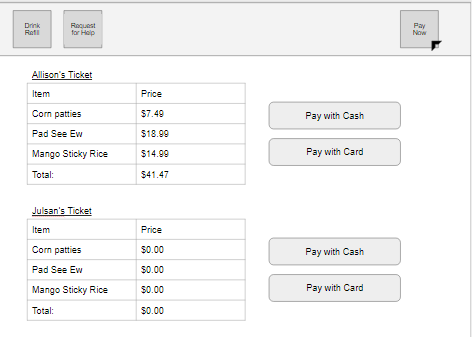 Drink
Refill
Request
for Help
Pay
Now
Allison's Ticket
Item Price
Corn patties $7.49
Pad See Ew $18.99
Mango Sticky Rice $14.99
Total: $41.47
Pay with Cash
Pay with Card
Julsan's Ticket
Item Price
Corn patties $0.00
Pad See Ew $0.00
Mango Sticky Rice $0.00
Total: $0.00
Pay with Cash
Pay with Card